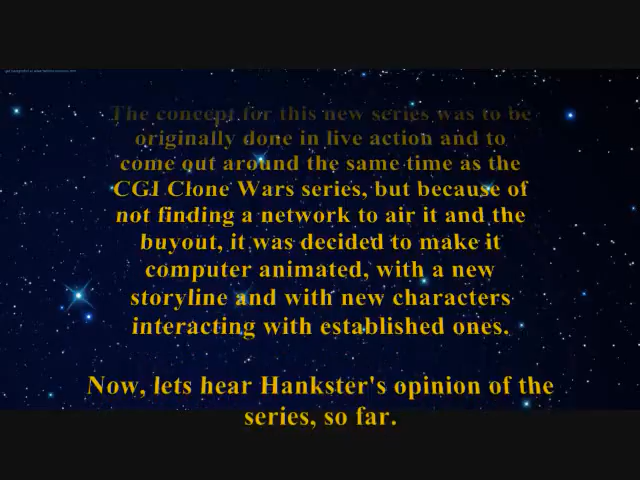 The concept for this new series was to be
originally done in live action and to
come out around the same time as the
CGI Clone Wars series, but because of
not finding a network to air it and the
buyout, it was decided to make it
computer animated, with a new
storyline and with new characters
interacting with established ones.
Now, lets hear Hankster's opinion of the
series, so far.